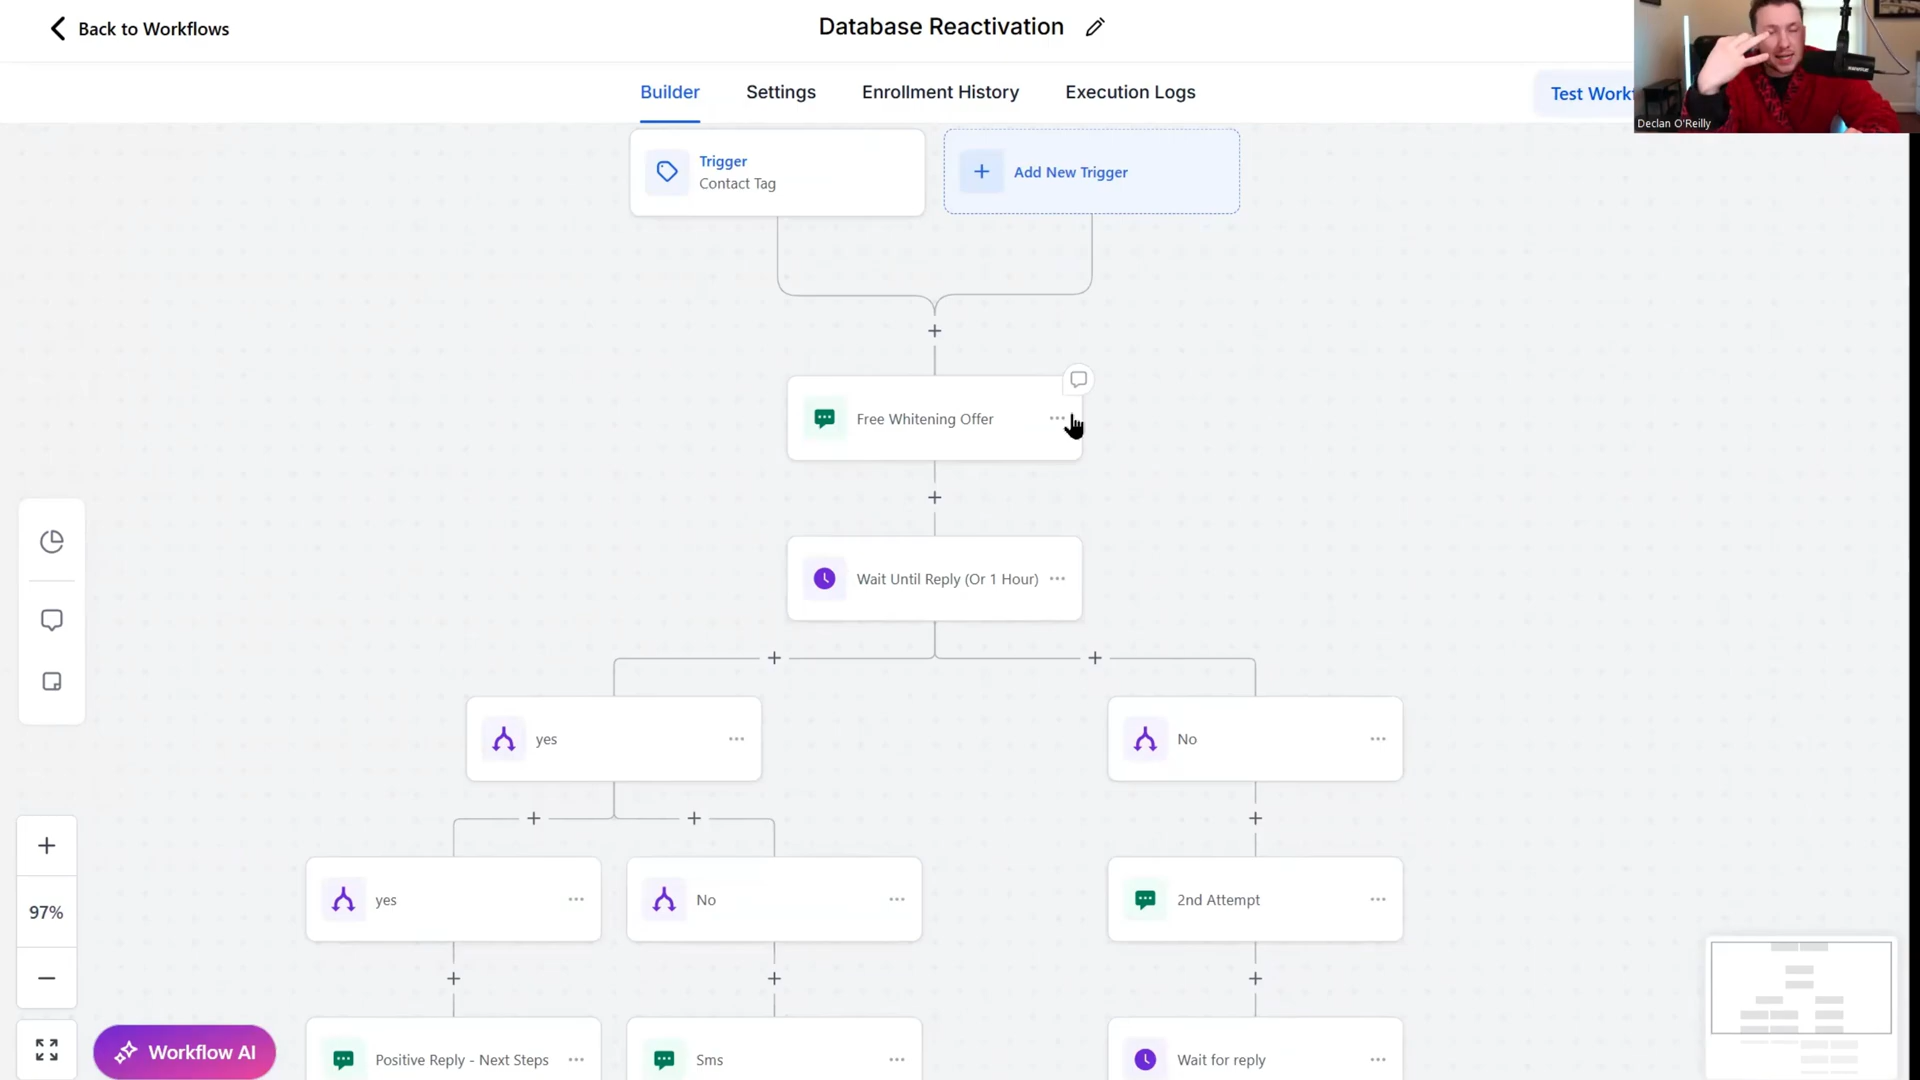 Back to Workflows
Database Reactivation
Builder
Settings
Enrollment History
Execution Logs
Test Workf
Declan O'Reilly
Trigger
Contact Tag
Add New Trigger
Free Whitening Offer
Wait Until Reply (Or 1 Hour)
yes
No
yes
No
2nd Attempt
97%
Workflow AI
Positive Reply - Next Steps
Sms
Wait for reply